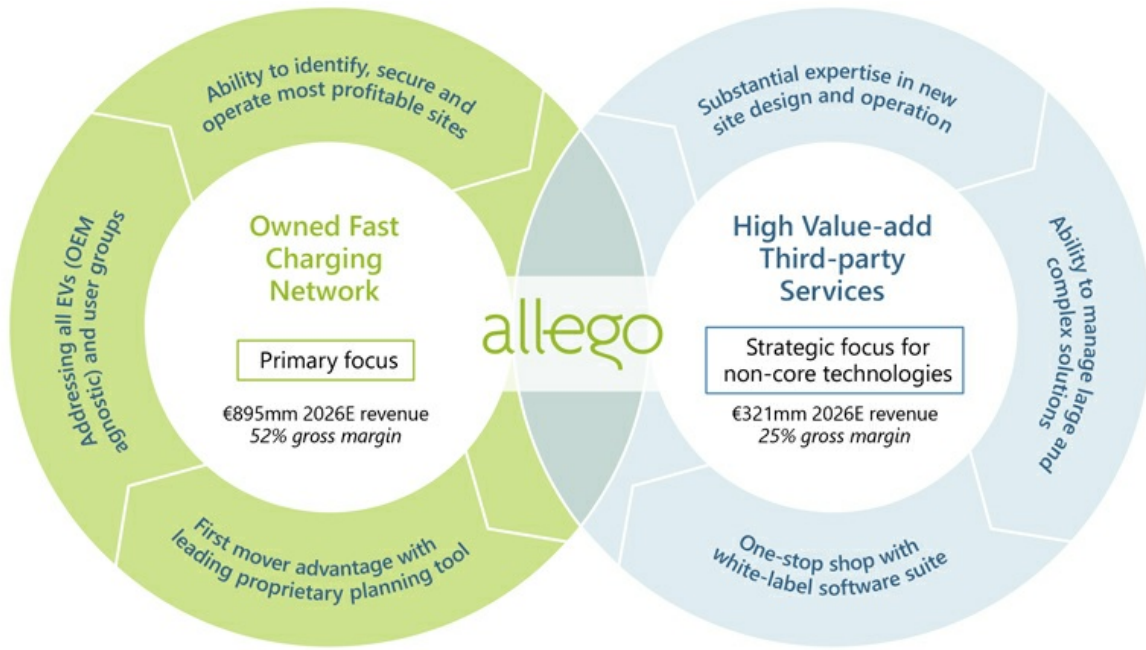 Ability to identify, secure and
operate most profitable sites
Addressing all EVs (OEM
agnostic) and user groups
Owned Fast
Charging
Network
Primary focus
€895mm 2026E revenue
52% gross margin
First mover advantage with
leading proprietary planning tool
allego
Substantial expertise in new
site design and operation
High Value-add
Third-party
Services
Strategic focus for
non-core technologies
€321mm 2026E revenue
25% gross margin
Ability to manage large and
complex solutions
One-stop shop with
white-label software suite